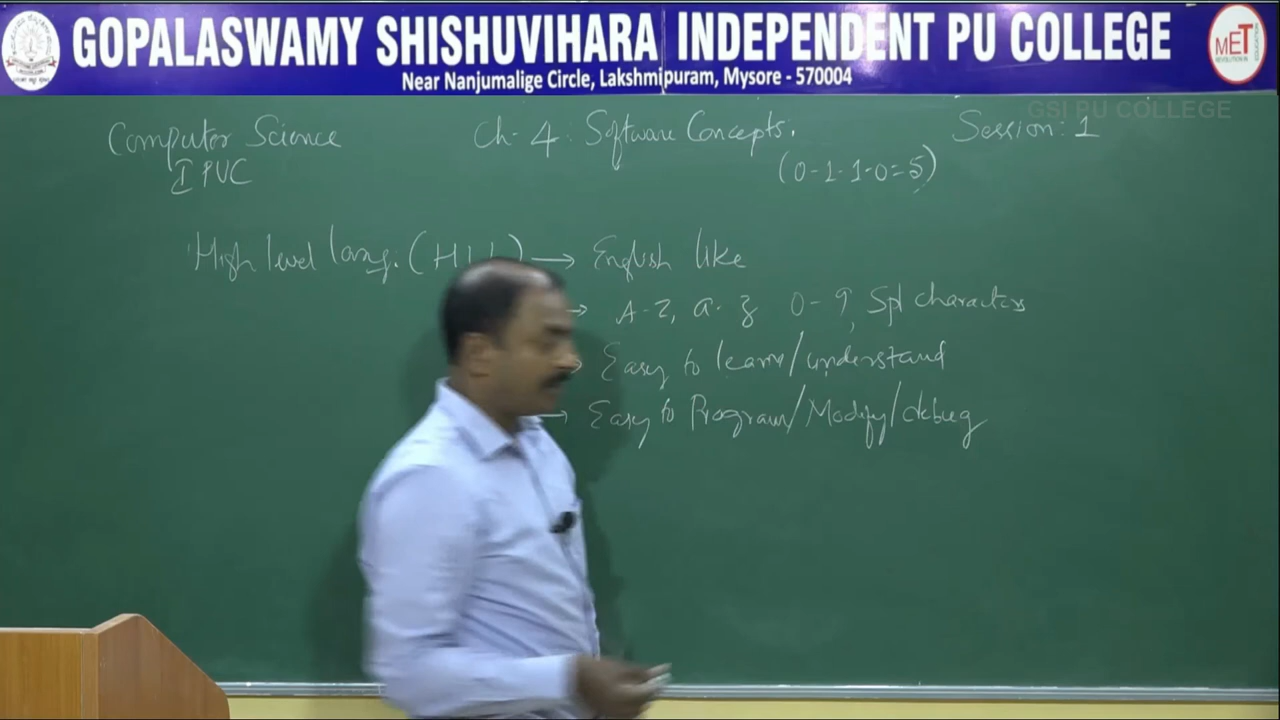 GOPALASWAMY SHISHUVIHARA INDEPENDENT PU COLLEGE
Near Nanjumalige Circle, Lakshmipuram, Mysore - 570004
MET
GSI PU COLLEGE
Computer Science Ch-4: Software Concepts. Session: 1
I PUC (0-1-1-0=5)
High level lang. (HLL) → English like
→ A-Z, a-z 0-9, Spl characters
→ Easy to learn/understand
→ Easy to Program/Modify/debug